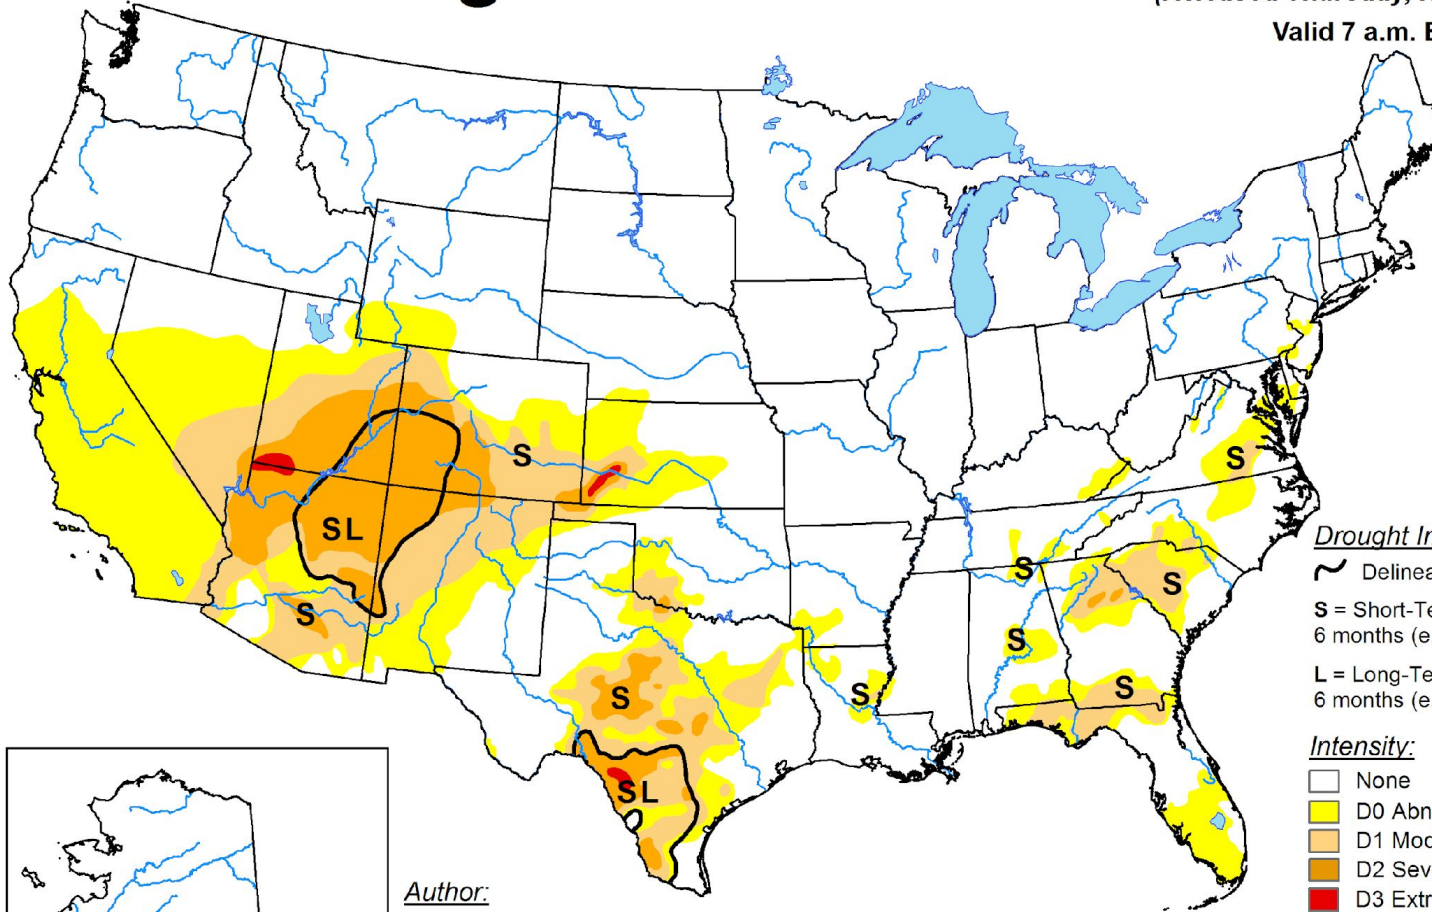 Valid 7 a.m. E
S
S
SL
S
S
S
S
S
S
S
SL
Drought In
Delinea
S = Short-Te
6 months (e
L = Long-Te
6 months (e
Intensity:
None
D0 Abn
D1 Mod
D2 Sev
D3 Extr
Author: